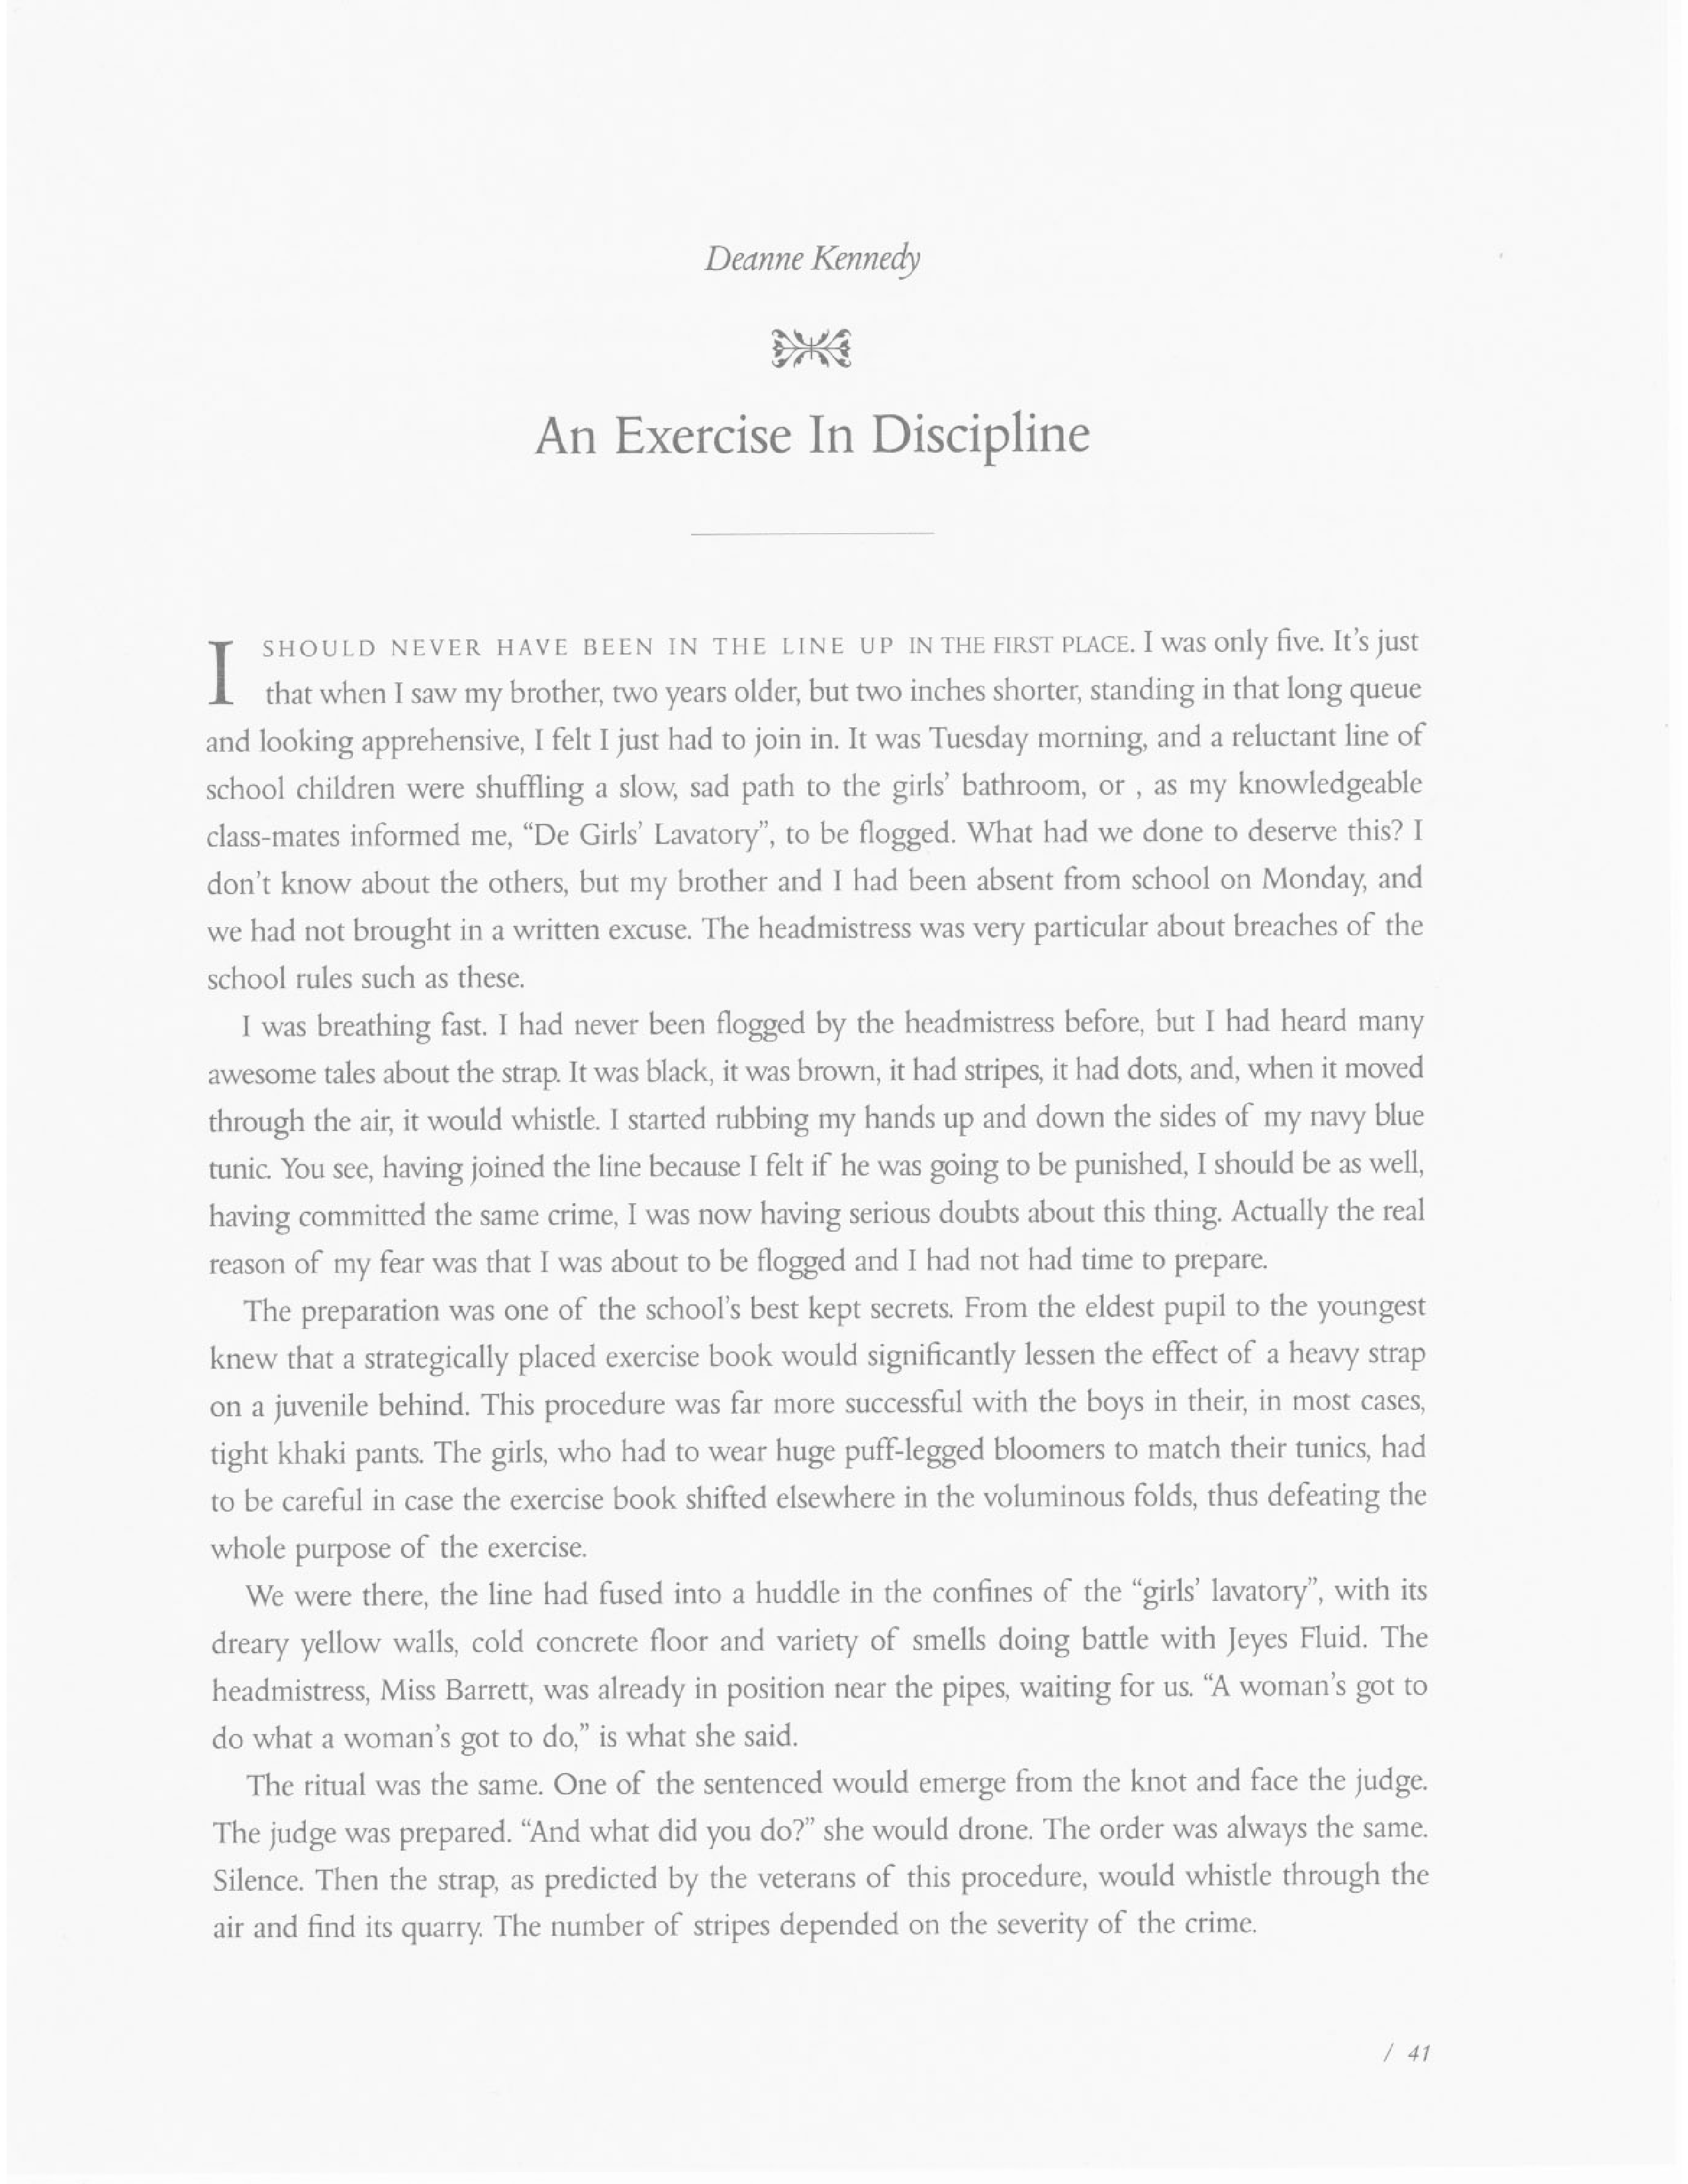 Deanne Kennedy
An Exercise In Discipline
I SHOULD NEVER HAVE BEEN IN THE LINE UP IN THE FIRST PLACE. I was only five. It's just
that when I saw my brother, two years older, but two inches shorter, standing in that long queue
and looking apprehensive, I felt I just had to join in. It was Tuesday morning, and a reluctant line of
school children were shuffling a slow, sad path to the girls' bathroom, or , as my knowledgeable
class-mates informed me, “De Girls' Lavatory”, to be flogged. What had we done to deserve this? I
don't know about the others, but my brother and I had been absent from school on Monday, and
we had not brought in a written excuse. The headmistress was very particular about breaches of the
school rules such as these.
I was breathing fast. I had never been flogged by the headmistress before, but I had heard many
awesome tales about the strap. It was black, it was brown, it had stripes, it had dots, and, when it moved
through the air, it would whistle. I started rubbing my hands up and down the sides of my navy blue
tunic. You see, having joined the line because I felt if he was going to be punished, I should be as well,
having committed the same crime, I was now having serious doubts about this thing. Actually the real
reason of my fear was that I was about to be flogged and I had not had time to prepare.
The preparation was one of the school's best kept secrets. From the eldest pupil to the youngest
knew that a strategically placed exercise book would significantly lessen the effect of a heavy strap
on a juvenile behind. This procedure was far more successful with the boys in their, in most cases,
tight khaki pants. The girls, who had to wear huge puff-legged bloomers to match their tunics, had
to be careful in case the exercise book shifted elsewhere in the voluminous folds, thus defeating the
whole purpose of the exercise.
We were there, the line had fused into a huddle in the confines of the “girls' lavatory”, with its
dreary yellow walls, cold concrete floor and variety of smells doing battle with Jeyes Fluid. The
headmistress, Miss Barrett, was already in position near the pipes, waiting for us. “A woman's got to
do what a woman's got to do,” is what she said.
The ritual was the same. One of the sentenced would emerge from the knot and face the judge.
The judge was prepared. “And what did you do?” she would drone. The order was always the same.
Silence. Then the strap, as predicted by the veterans of this procedure, would whistle through the
air and find its quarry. The number of stripes depended on the severity of the crime.
/ 41